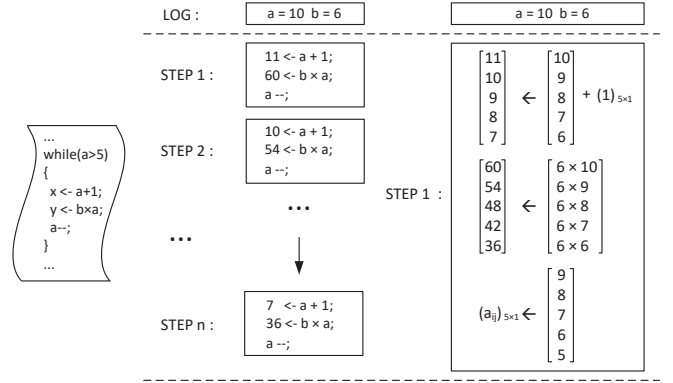 LOG :
a = 10 b = 6
a = 10 b = 6
...
while(a>5)
{
x <- a+1;
y <- b×a;
a--;
}
...
STEP 1 :
11 <- a + 1;
60 <- b × a;
a --;
STEP 2 :
10 <- a + 1;
54 <- b × a;
a --;
...
...
STEP n :
7 <- a + 1;
36 <- b × a;
a --;
STEP 1 :
11 10
10 9
9 ← 8 + (1) 5×1
8 7
7 6
60 6 × 10
54 6 × 9
48 ← 6 × 8
42 6 × 7
36 6 × 6
9
8
(aij) 5×1 ← 7
6
5